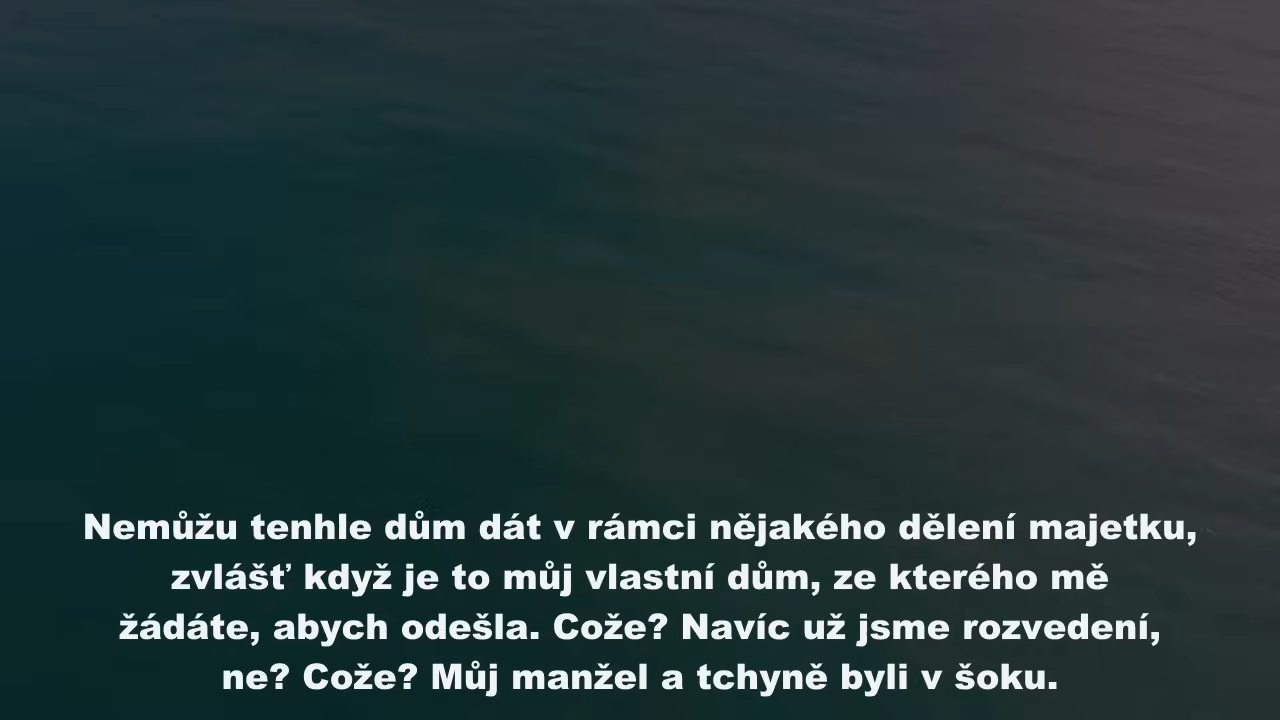 Nemůžu tenhle dům dát v rámci nějakého dělení majetku,
zvlášť když je to můj vlastní dům, ze kterého mě
žádáte, abych odešla. Cože? Navíc už jsme rozvedení,
ne? Cože? Můj manžel a tchyně byli v šoku.